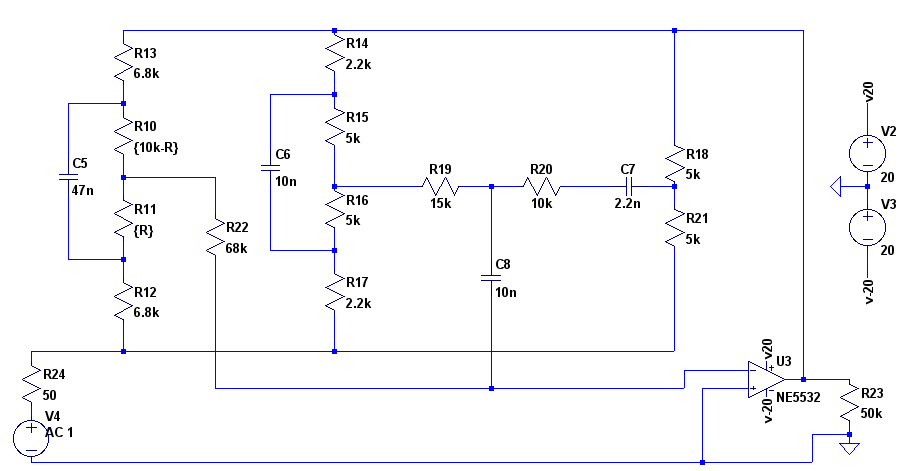 R13
6.8k
R10
{10k-R}
C5
47n
R11
{R}
R12
6.8k
R22
68k
R14
2.2k
R15
5k
C6
10n
R16
5k
R17
2.2k
R19
15k
R20
10k
C7
2.2n
R18
5k
R21
5k
C8
10n
v20
V2
20
V3
20
v-20
R24
50
V4
AC 1
v20
U3
NE5532
v-20
R23
50k